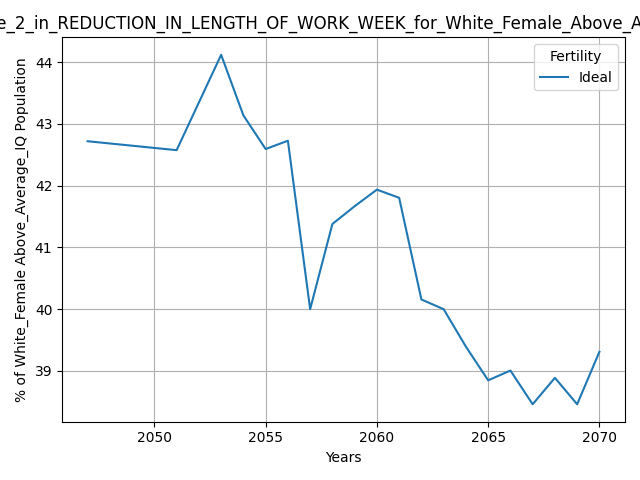 e_2_in_REDUCTION_IN_LENGTH_OF_WORK_WEEK_for_White_Female_Above_A
Fertility
Ideal
44
43
42
41
40
39
% of White_Female Above_Average_IQ Population
2050
2055
2060
2065
2070
Years